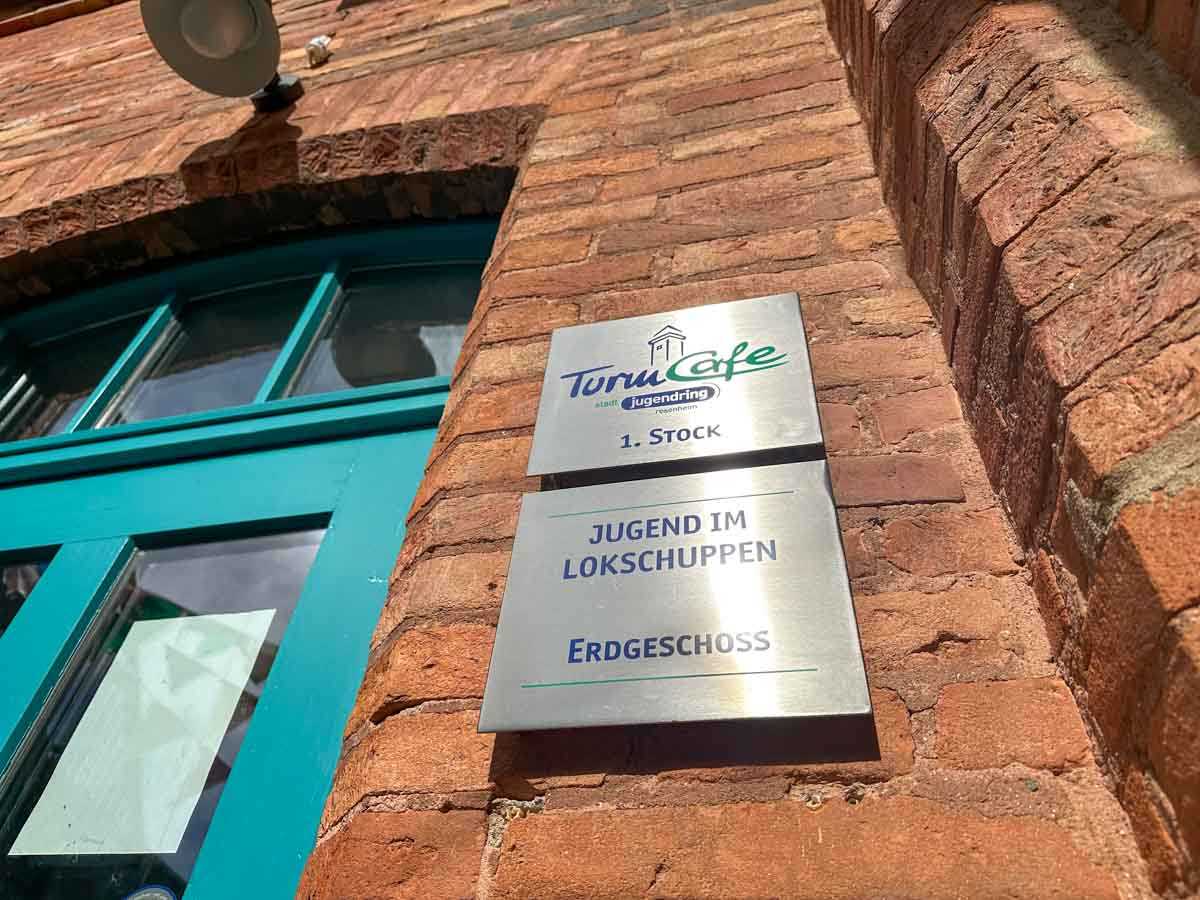 TurmCafe
stadt jugendring
rosenheim
1. STOCK
JUGEND IM
LOKSCHUPPEN
ERDGESCHOSS